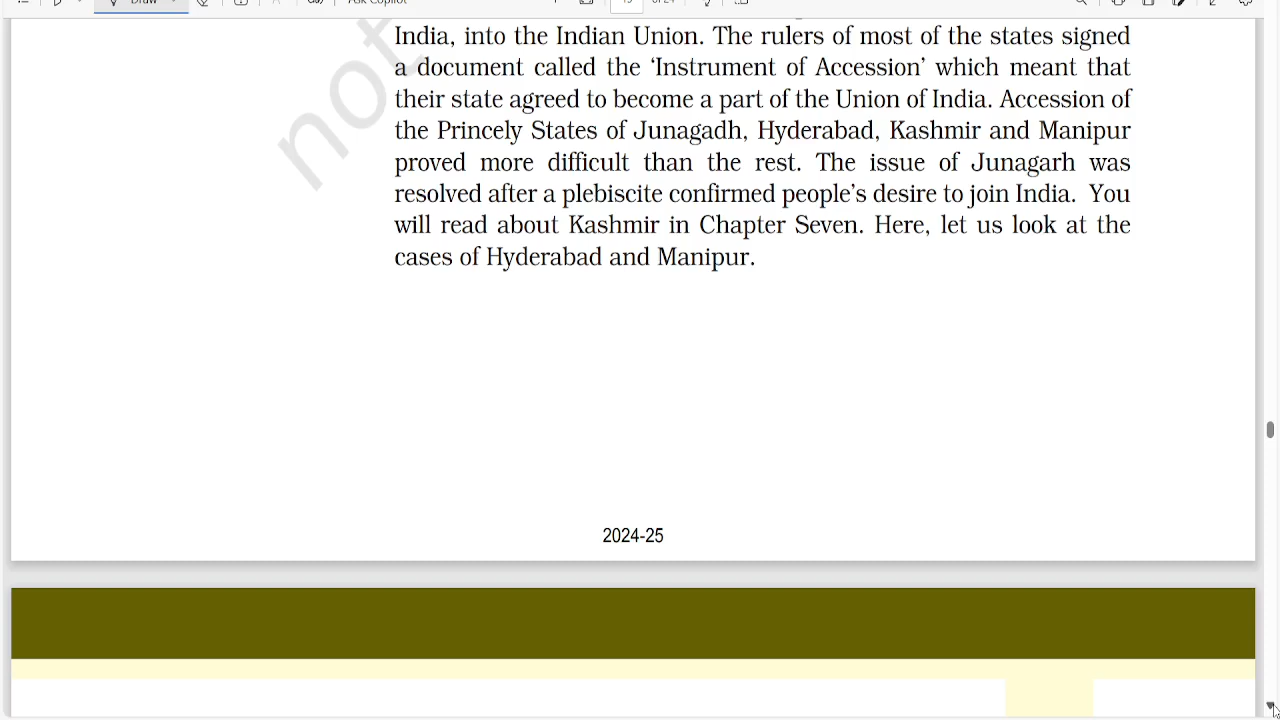 Draw
Ask Copilot
India, into the Indian Union. The rulers of most of the states signed
a document called the ‘Instrument of Accession’ which meant that
their state agreed to become a part of the Union of India. Accession of
the Princely States of Junagadh, Hyderabad, Kashmir and Manipur
proved more difficult than the rest. The issue of Junagarh was
resolved after a plebiscite confirmed people’s desire to join India. You
will read about Kashmir in Chapter Seven. Here, let us look at the
cases of Hyderabad and Manipur.
not
2024-25